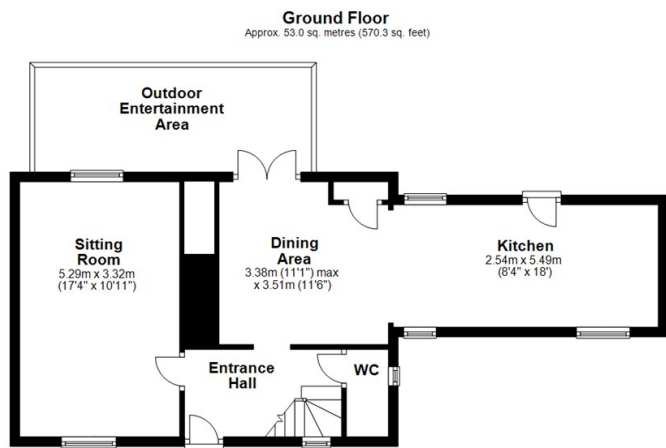 Ground Floor
Approx. 53.0 sq. metres (570.3 sq. feet)
Outdoor
Entertainment
Area
Sitting
Room
5.29m x 3.32m
(17'4" x 10'11")
Dining
Area
3.38m (11'1") max
x 3.51m (11'6")
Kitchen
2.54m x 5.49m
(8'4" x 18')
Entrance
Hall
WC